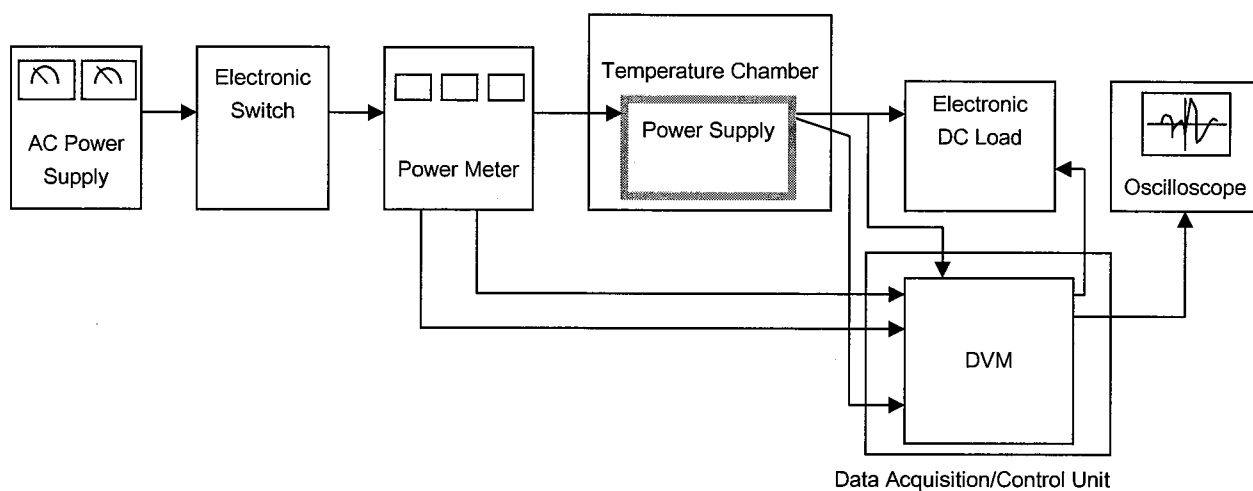 AC Power
Supply
Electronic
Switch
Power Meter
Temperature Chamber
Power Supply
Electronic
DC Load
Oscilloscope
DVM
Data Acquisition/Control Unit